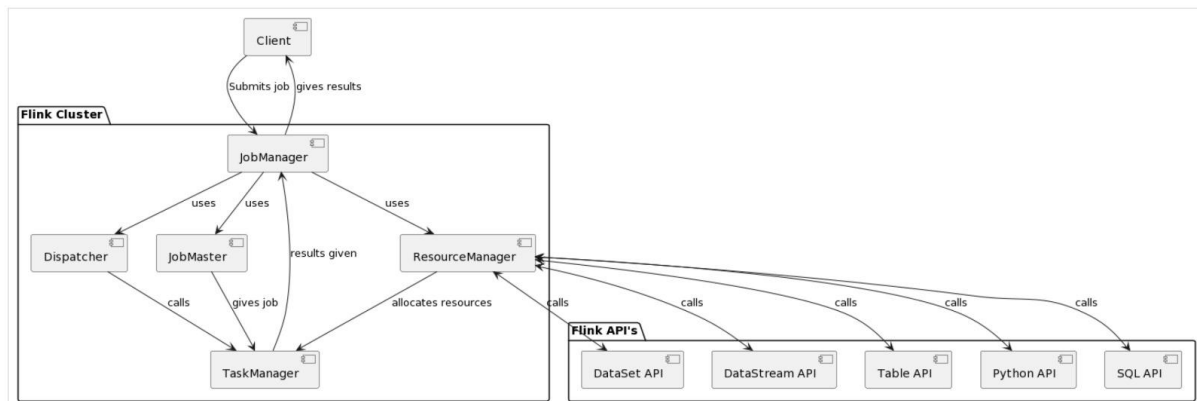 Client
Submits job
gives results
Flink Cluster
JobManager
uses
uses
uses
Dispatcher
JobMaster
results given
ResourceManager
calls
gives job
allocates resources
calls
calls
calls
calls
calls
Flink API's
TaskManager
DataSet API
DataStream API
Table API
Python API
SQL API